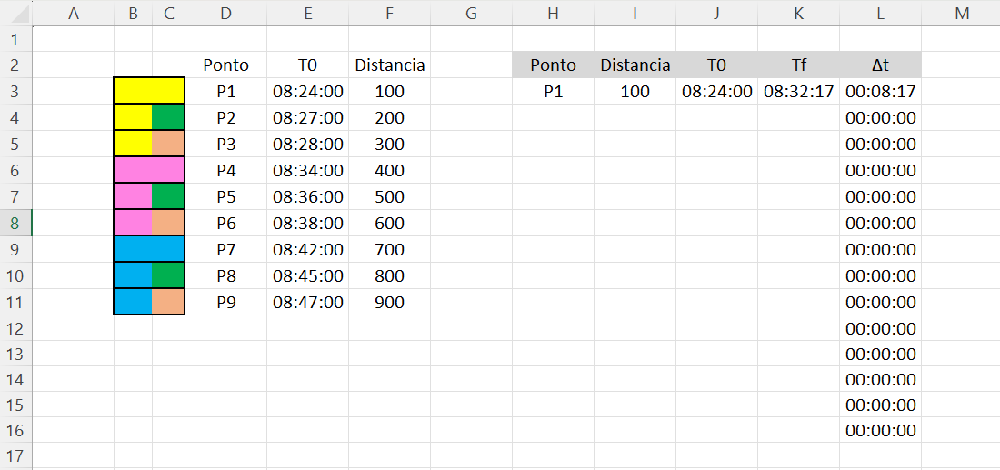 A B C D E F G H I J K L M
1
2 Ponto T0 Distancia Ponto Distancia T0 Tf Δt
3 P1 08:24:00 100 P1 100 08:24:00 08:32:17 00:08:17
4 P2 08:27:00 200 00:00:00
5 P3 08:28:00 300 00:00:00
6 P4 08:34:00 400 00:00:00
7 P5 08:36:00 500 00:00:00
8 P6 08:38:00 600 00:00:00
9 P7 08:42:00 700 00:00:00
10 P8 08:45:00 800 00:00:00
11 P9 08:47:00 900 00:00:00
12 00:00:00
13 00:00:00
14 00:00:00
15 00:00:00
16 00:00:00
17